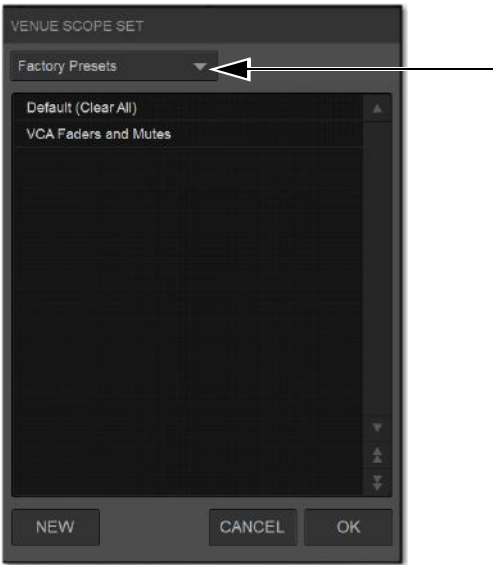 VENUE SCOPE SET
Factory Presets
Default (Clear All)
VCA Faders and Mutes
NEW CANCEL OK